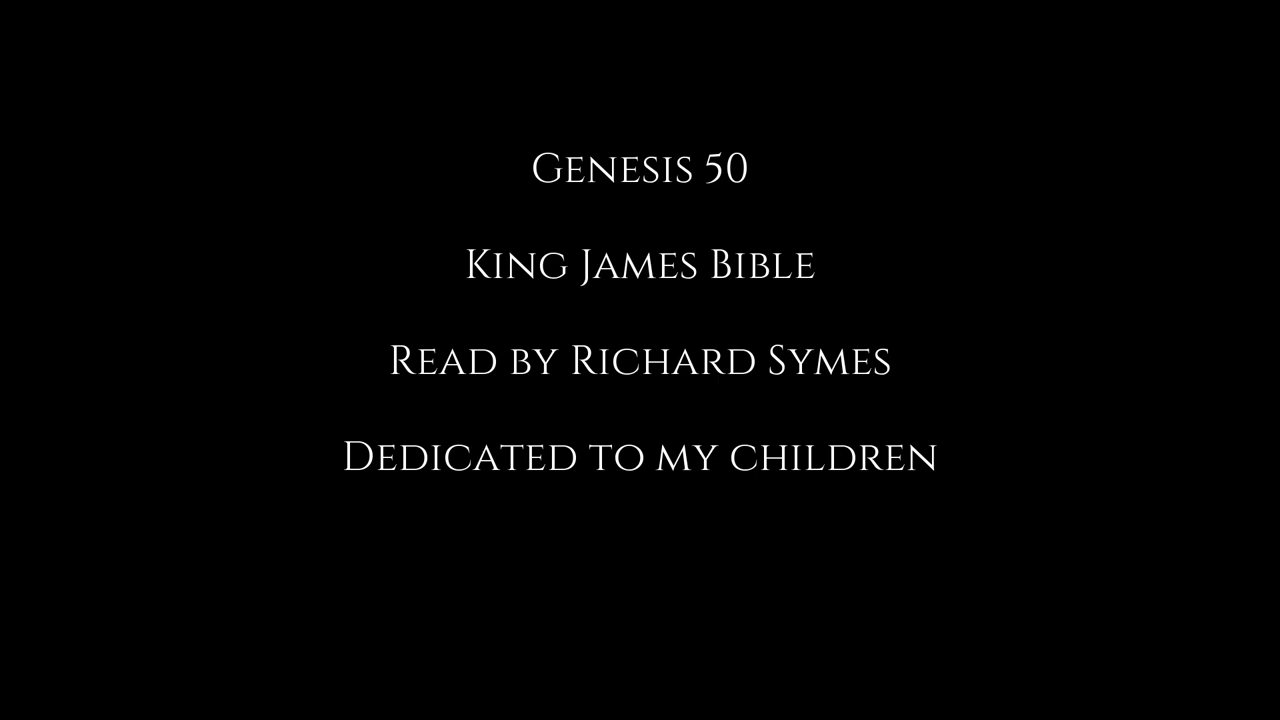 Genesis 50
King James Bible
Read by Richard Symes
Dedicated to my children